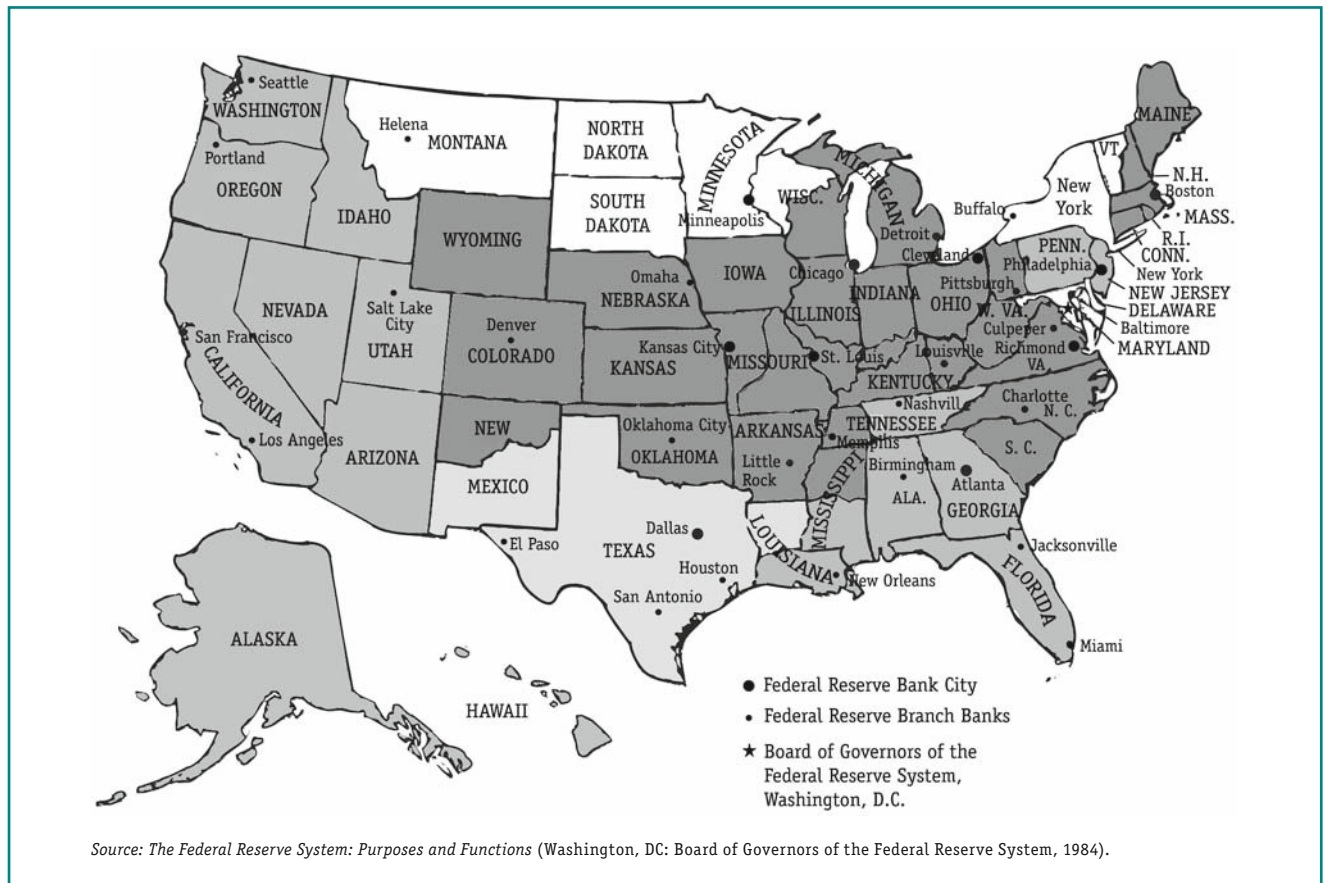 Seattle
WASHINGTON
Portland
OREGON
IDAHO
Helena
MONTANA
NORTH
DAKOTA
SOUTH
DAKOTA
MINNESOTA
Minneapolis
WISC.
MICHIGAN
Detroit
Cleveland
Chicago
WYOMING
NEVADA
Salt Lake
City
UTAH
San Francisco
CALIFORNIA
Los Angeles
ARIZONA
Denver
COLORADO
Omaha
NEBRASKA
Kansas City
KANSAS
IOWA
ILLINOIS
INDIANA
OHIO
MISSOURI
St. Louis
Louisville
KENTUCKY
NEW
MEXICO
Oklahoma City
OKLAHOMA
ARKANSAS
Little
Rock
Nashvill
TENNESSEE
Memphis
MISSISSIPPI
Birmingham
ALA.
Atlanta
GEORGIA
Charlotte
N. C.
S. C.
W. VA.
Culpeper
Richmond
VA.
Pittsburgh
PENN.
Philadelphia
Buffalo
New
York
VT
MAINE
N.H.
Boston
MASS.
R.I.
CONN.
New York
NEW JERSEY
DELAWARE
Baltimore
MARYLAND
El Paso
TEXAS
Dallas
Houston
San Antonio
LOUISIANA
New Orleans
Jacksonville
FLORIDA
Miami
ALASKA
HAWAII
Federal Reserve Bank City
Federal Reserve Branch Banks
Board of Governors of the
Federal Reserve System,
Washington, D.C.
Source: The Federal Reserve System: Purposes and Functions (Washington, DC: Board of Governors of the Federal Reserve System, 1984).